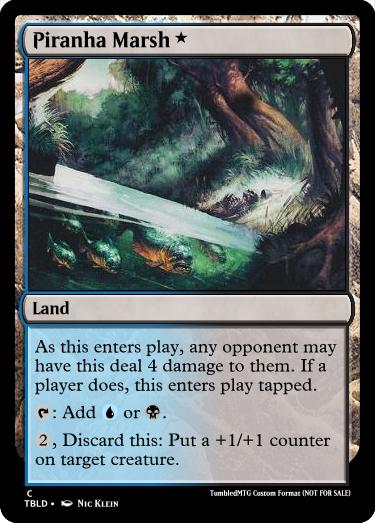 Piranha Marsh ★
Land
As this enters play, any opponent may
have this deal 4 damage to them. If a
player does, this enters play tapped.
: Add or .
2, Discard this: Put a +1/+1 counter
on target creature.
C
TumbledMTG Custom Format (NOT FOR SALE)
TBLD • Nic Klein